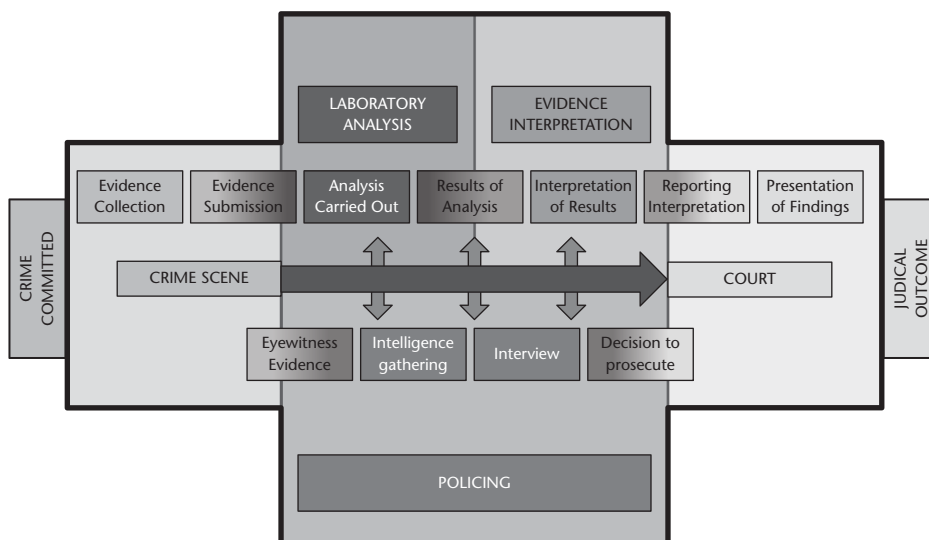 LABORATORY
ANALYSIS
EVIDENCE
INTERPRETATION
Evidence
Collection
Evidence
Submission
Analysis
Carried Out
Results of
Analysis
Interpretation
of Results
Reporting
Interpretation
Presentation
of Findings
CRIME
COMMITTED
CRIME SCENE
COURT
JUDICAL
OUTCOME
Eyewitness
Evidence
Intelligence
gathering
Interview
Decision to
prosecute
POLICING